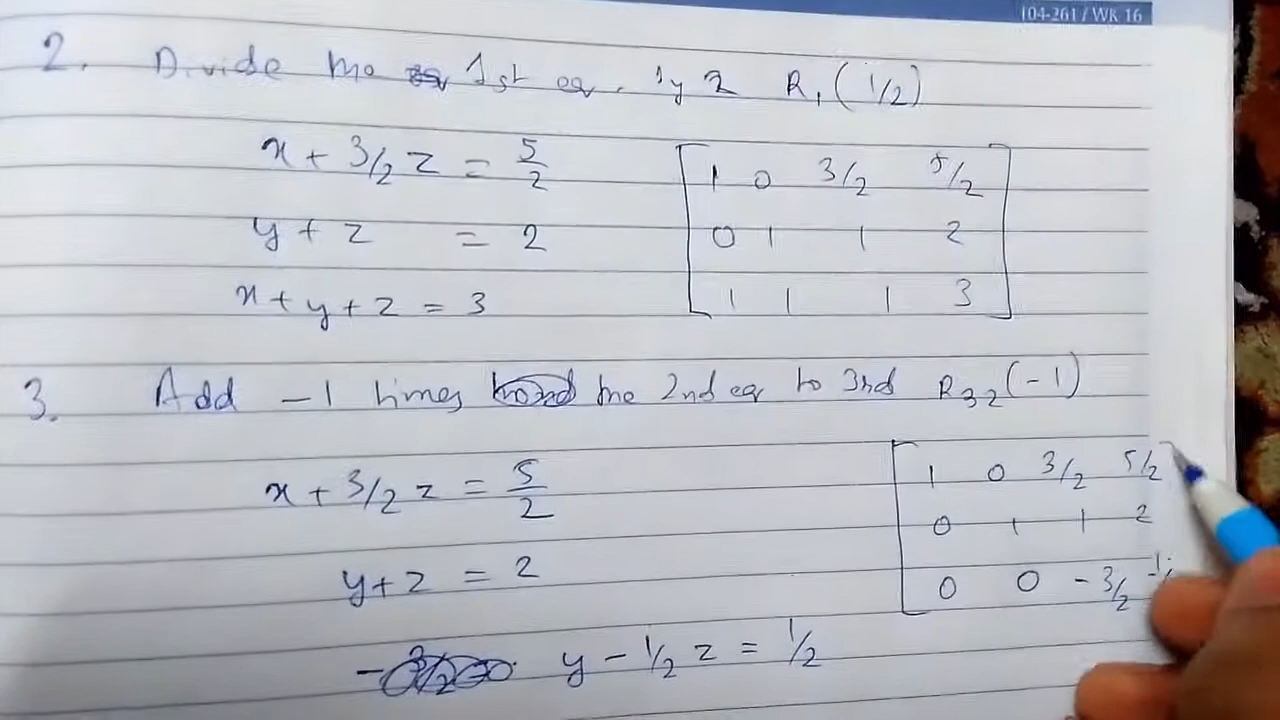 104-261 / WK 16
2. Divide the 1st eq. by 2 R₁(1/2)
x + 3/2 z = 5/2
y + z = 2
x + y + z = 3
1 0 3/2 5/2
0 1 1 2
1 1 1 3
3. Add -1 times the 2nd eq to 3rd R₃₂(-1)
x + 3/2 z = 5/2
y + z = 2
y - 1/2 z = 1/2
1 0 3/2 5/2
0 1 1 2
0 0 -3/2